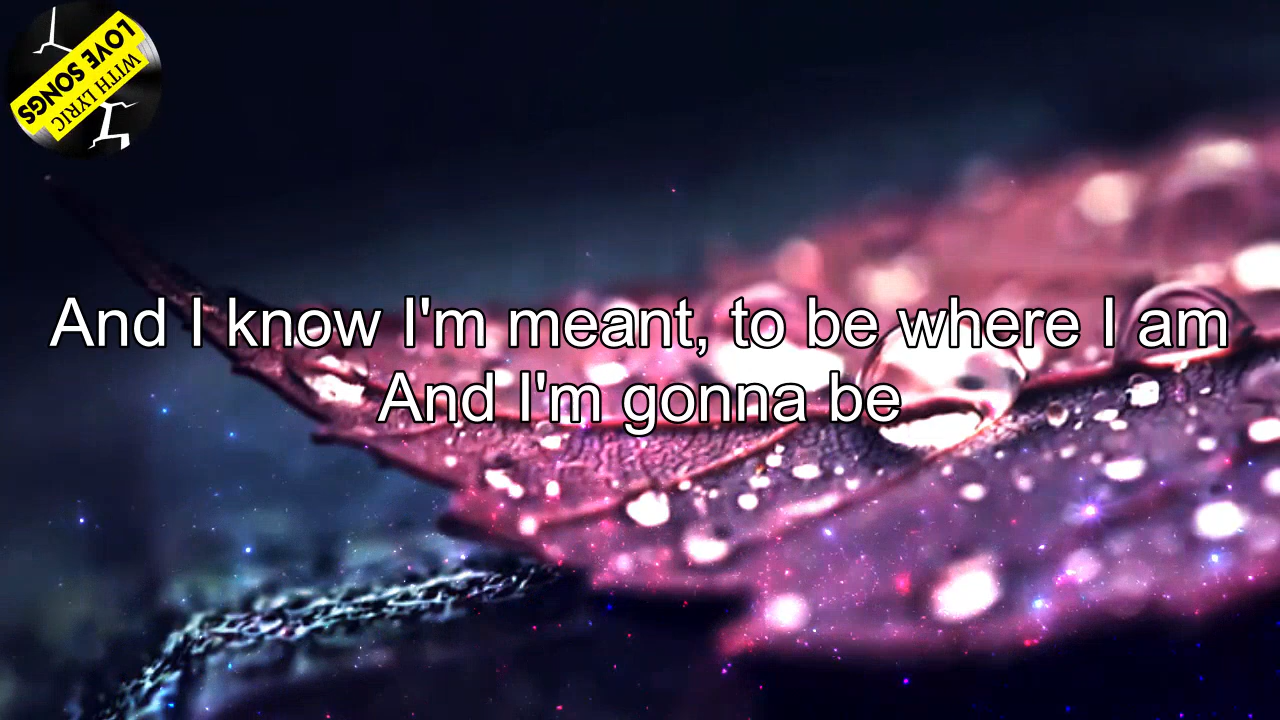 LOVE SONGS
WITH LYRIC
And I know I'm meant, to be where I am
And I'm gonna be